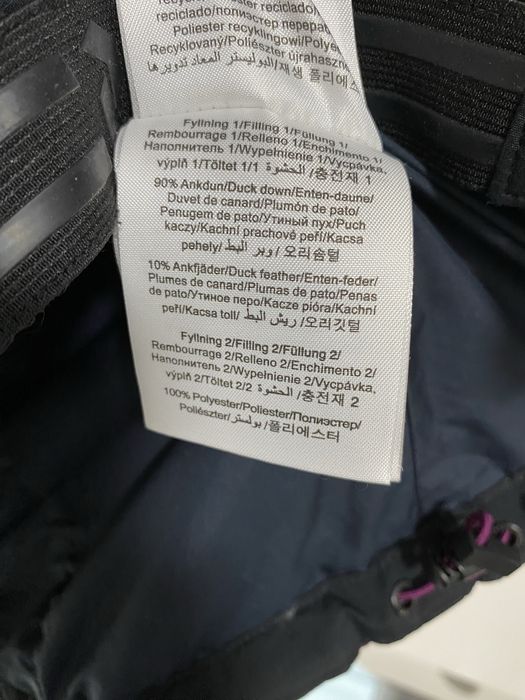 reciclado/полиэстер
Poliester recyklingowi/
Recyklovaný/Poliészter újrahaszn
البوليستر المعاد تدويرها/재생 폴리에스
Fyllning 1/Filling 1/Füllung 1/
Rembourrage 1/Relleno 1/Enchimento 1/
Наполнитель 1/Wypełnienie 1/Vycpávka,
výplň 1/Töltet 1/1 الحشوة/충전재 1
90% Ankdun/Duck down/Enten-daune/
Duvet de canard/Plumón de pato/
Penugem de pato/Утиный пух/Puch
kaczy/Kachní prachové peří/Kacsa
pehely/وبر البط/오리솜털
10% Ankfjäder/Duck feather/Enten-feder/
Plumes de canard/Plumas de pato/Penas
de pato/Утиное перо/Kacze pióra/Kachní
peří/Kacsa toll/ريش البط/오리깃털
Fyllning 2/Filling 2/Füllung 2/
Rembourrage 2/Relleno 2/Enchimento 2/
Наполнитель 2/Wypełnienie 2/Vycpávka,
výplň 2/Töltet 2/2 الحشوة/충전재 2
100% Polyester/Poliester/Полиэстер/
Poliészter/بوليستر/폴리에스터